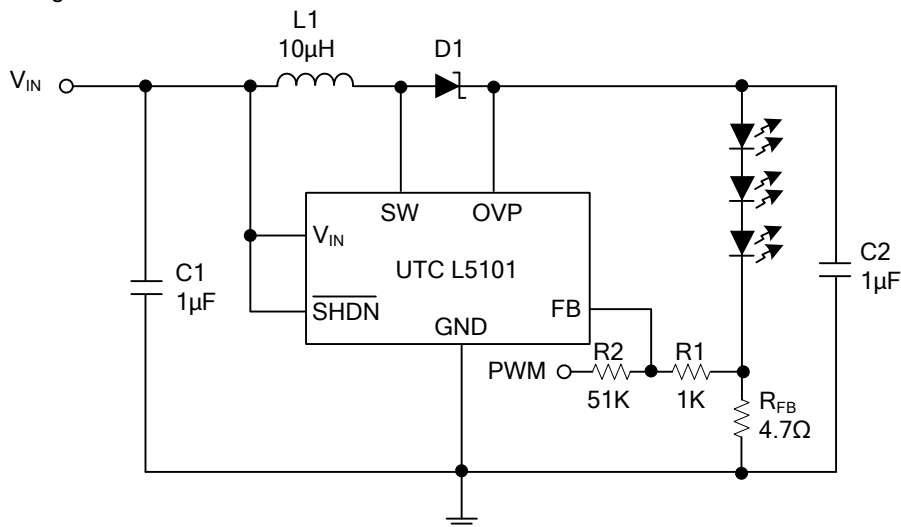 L1
10µH
D1
VIN
SW
OVP
VIN
UTC L5101
C1
1µF
SHDN
FB
GND
C2
1µF
PWM
R2
51K
R1
1K
RFB
4.7Ω